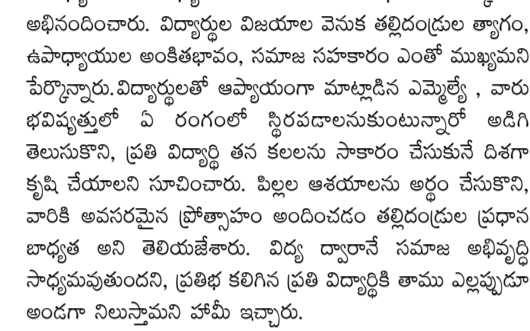 అభినందించారు. విద్యార్థుల విజయాల వెనుక తల్లిదండ్రుల త్యాగం,
ఉపాధ్యాయుల అంకితభావం, సమాజ సహకారం ఎంతో ముఖ్యమని
పేర్కొన్నారు.విద్యార్థులతో ఆప్యాయంగా మాట్లాడిన ఎమ్మెల్యే , వారు
భవిష్యత్తులో ఏ రంగంలో స్థిరపడాలనుకుంటున్నారో అడిగి
తెలుసుకొని, ప్రతి విద్యార్థి తన కలలను సాకారం చేసుకునే దిశగా
కృషి చేయాలని సూచించారు. పిల్లల ఆశయాలను అర్థం చేసుకొని,
వారికి అవసరమైన ప్రోత్సాహం అందించడం తల్లిదండ్రుల ప్రధాన
బాధ్యత అని తెలియజేశారు. విద్య ద్వారానే సమాజ అభివృద్ధి
సాధ్యమవుతుందని, ప్రతిభ కలిగిన ప్రతి విద్యార్థికి తాము ఎల్లప్పుడూ
అండగా నిలుస్తామని హామీ ఇచ్చారు.